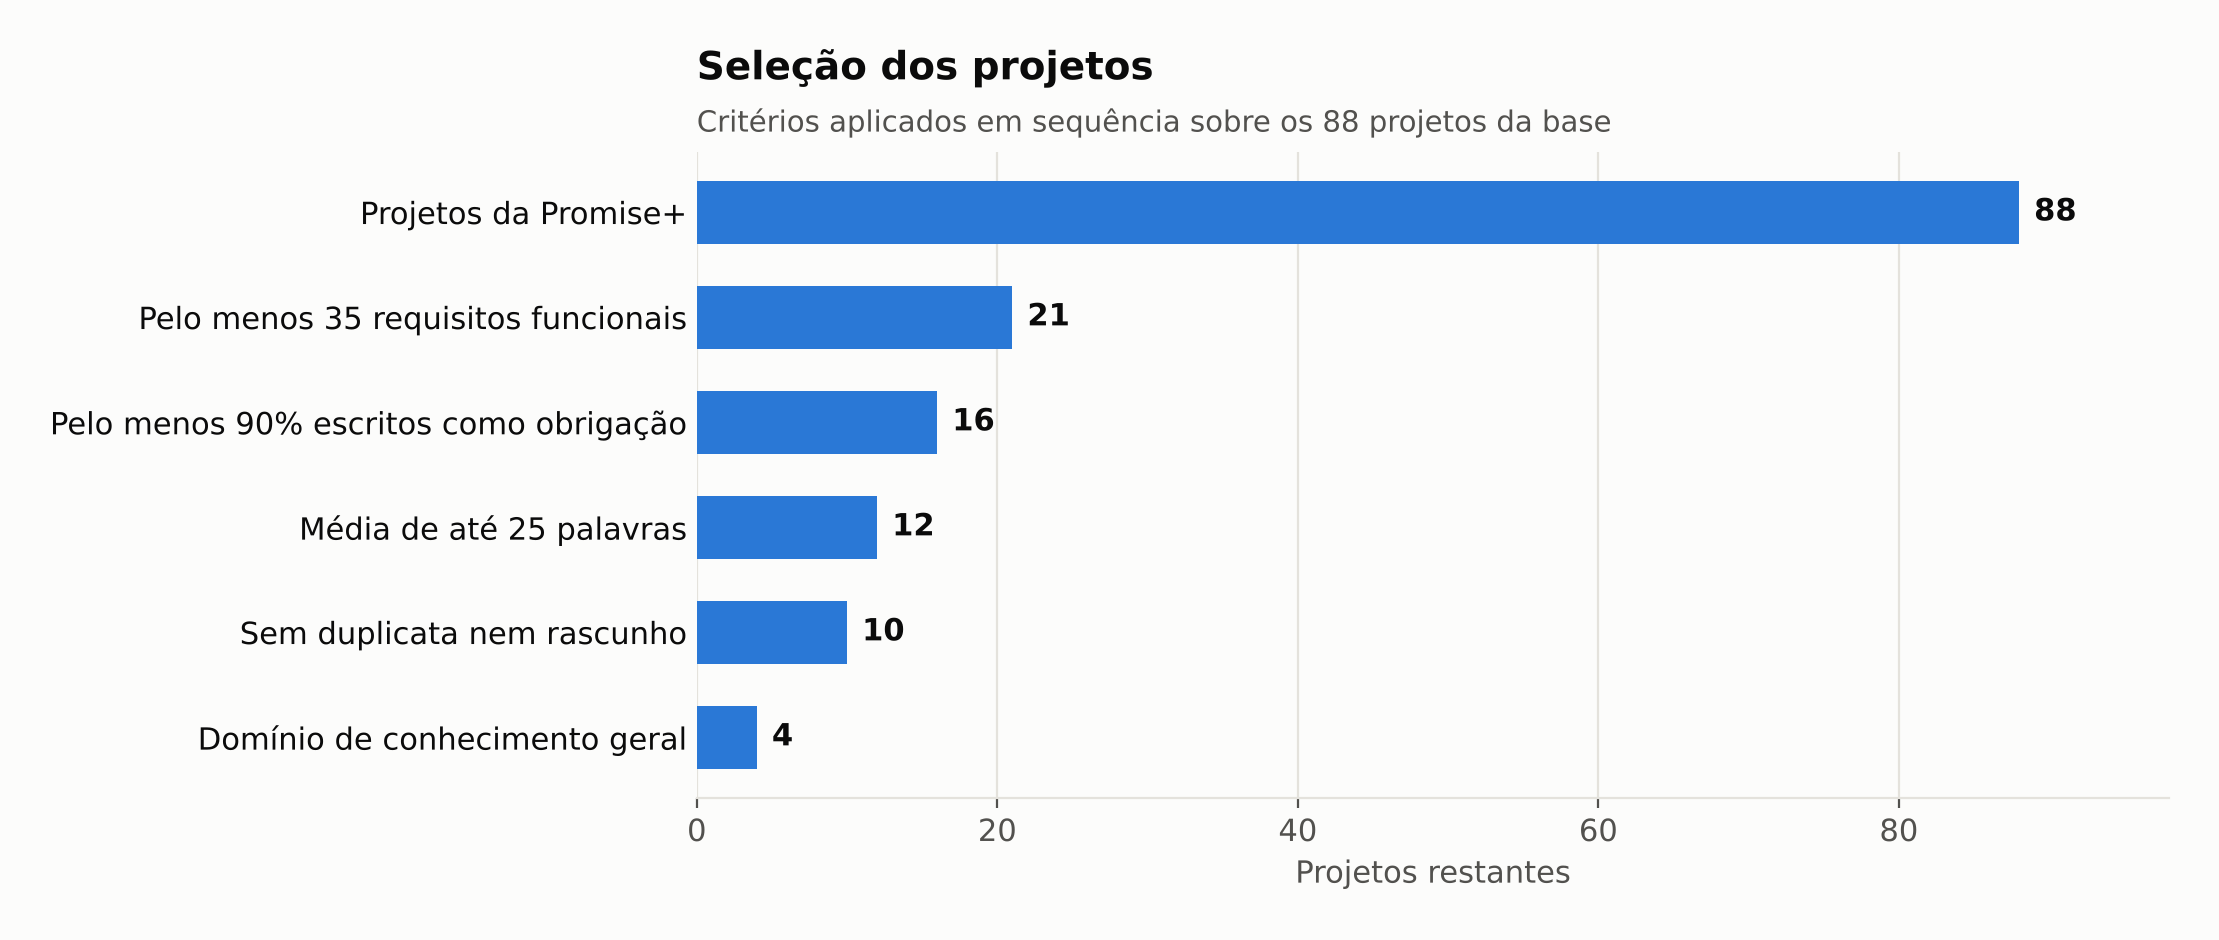 Seleção dos projetos
Critérios aplicados em sequência sobre os 88 projetos da base
Projetos da Promise+ 88
Pelo menos 35 requisitos funcionais 21
Pelo menos 90% escritos como obrigação 16
Média de até 25 palavras 12
Sem duplicata nem rascunho 10
Domínio de conhecimento geral 4
0 20 40 60 80
Projetos restantes